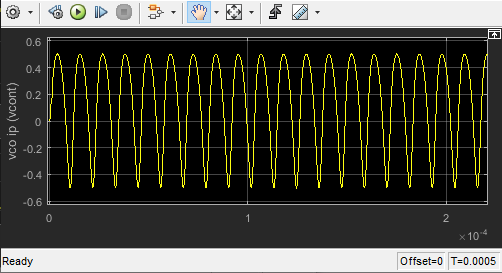 0.6
0.4
0.2
0
-0.2
-0.4
-0.6
vco ip (vcont)
0
1
2
×10⁻⁴
Ready
Offset=0
T=0.0005